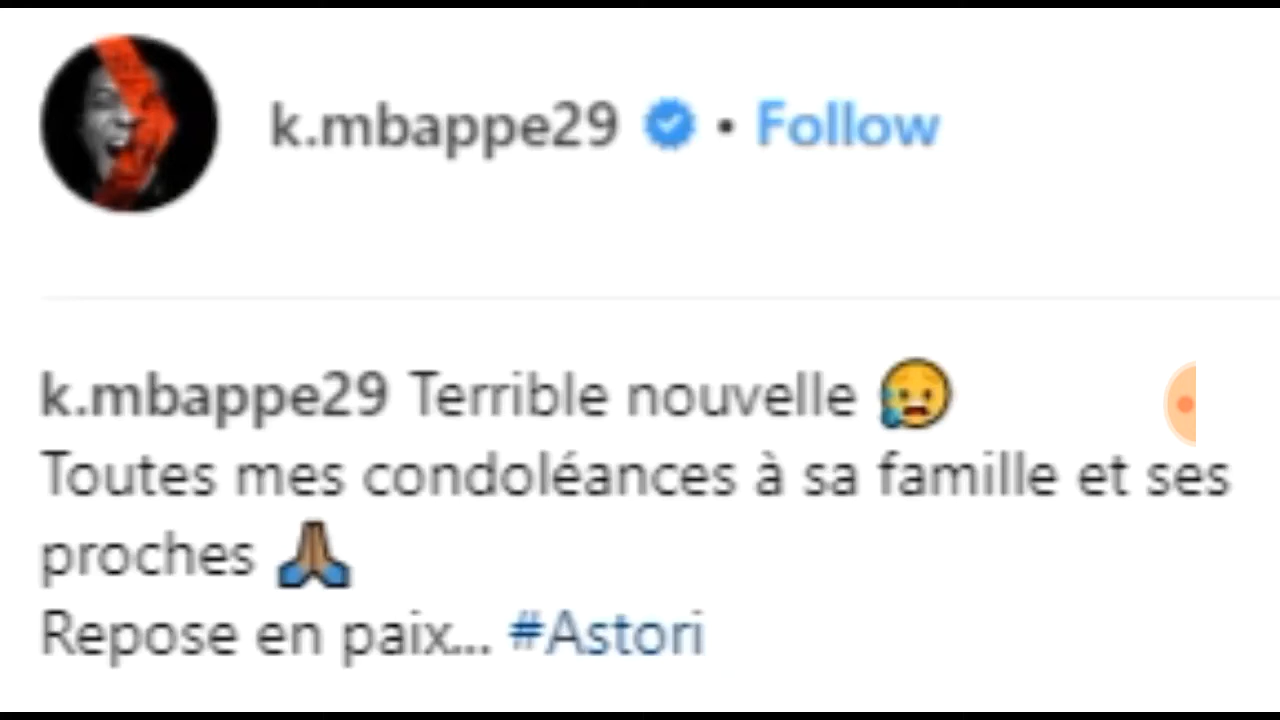 k.mbappe29 • Follow
k.mbappe29 Terrible nouvelle 😥
Toutes mes condoléances à sa famille et ses
proches 🙏🏽
Repose en paix... #Astori